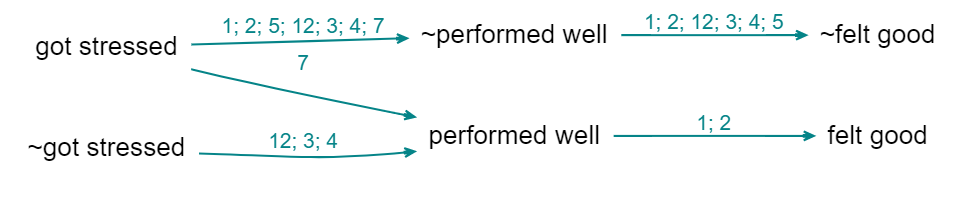 got stressed
1; 2; 5; 12; 3; 4; 7
~performed well
1; 2; 12; 3; 4; 5
~felt good
7
~got stressed
12; 3; 4
performed well
1; 2
felt good